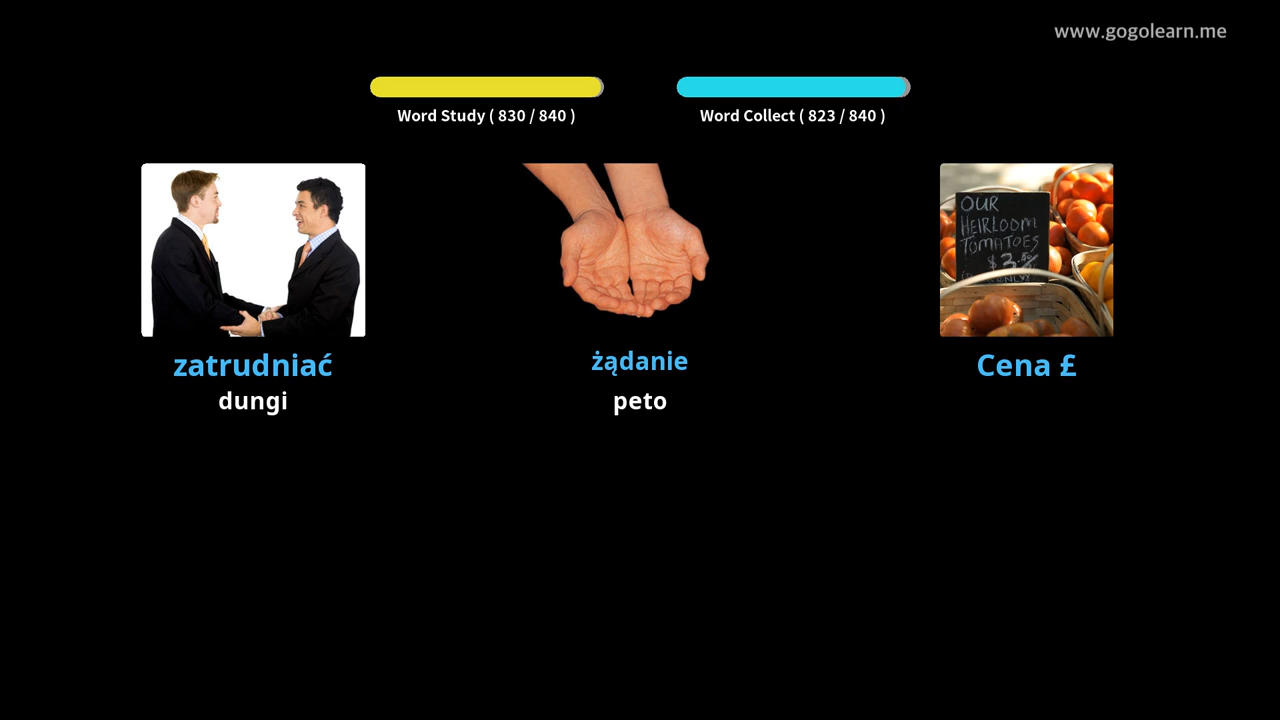 www.gogolearn.me
Word Study ( 830 / 840 )
Word Collect ( 823 / 840 )
OUR
HEIRLOOM
TOMATOES
zatrudniać
żądanie
Cena £
dungi
peto